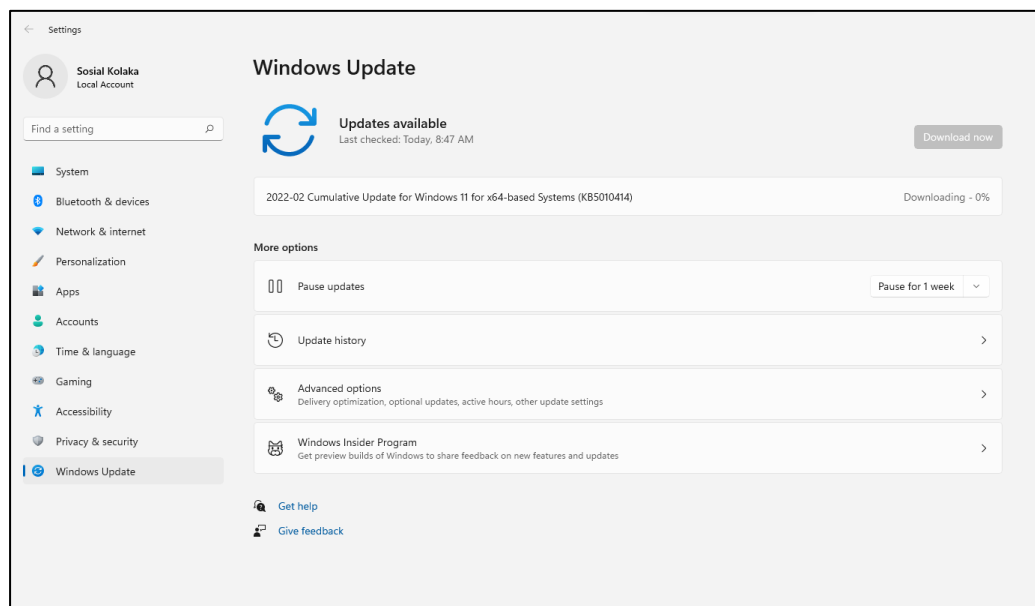 Settings
Sosial Kolaka
Local Account
Find a setting
System
Bluetooth & devices
Network & internet
Personalization
Apps
Accounts
Time & language
Gaming
Accessibility
Privacy & security
Windows Update
Windows Update
Updates available
Last checked: Today, 8:47 AM
Download now
2022-02 Cumulative Update for Windows 11 for x64-based Systems (KB5010414)
Downloading - 0%
More options
Pause updates
Pause for 1 week
Update history
Advanced options
Delivery optimization, optional updates, active hours, other update settings
Windows Insider Program
Get preview builds of Windows to share feedback on new features and updates
Get help
Give feedback